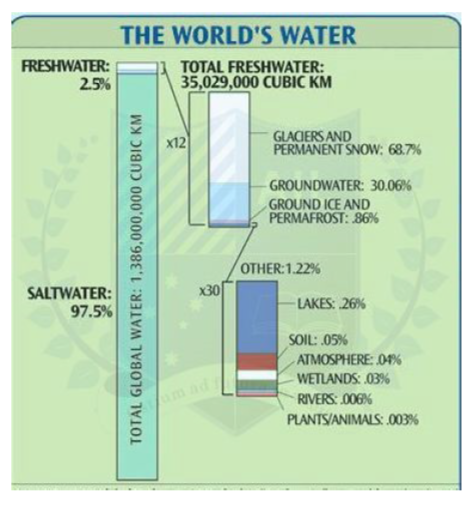 THE WORLD'S WATER
FRESHWATER:
2.5%
TOTAL FRESHWATER:
35,029,000 CUBIC KM
x12
GLACIERS AND
PERMANENT SNOW: 68.7%
GROUNDWATER: 30.06%
GROUND ICE AND
PERMAFROST: .86%
TOTAL GLOBAL WATER: 1,386,000,000 CUBIC KM
OTHER:1.22%
x30
SALTWATER:
97.5%
LAKES: .26%
SOIL: .05%
ATMOSPHERE: .04%
WETLANDS: .03%
RIVERS: .006%
PLANTS/ANIMALS: .003%
ad